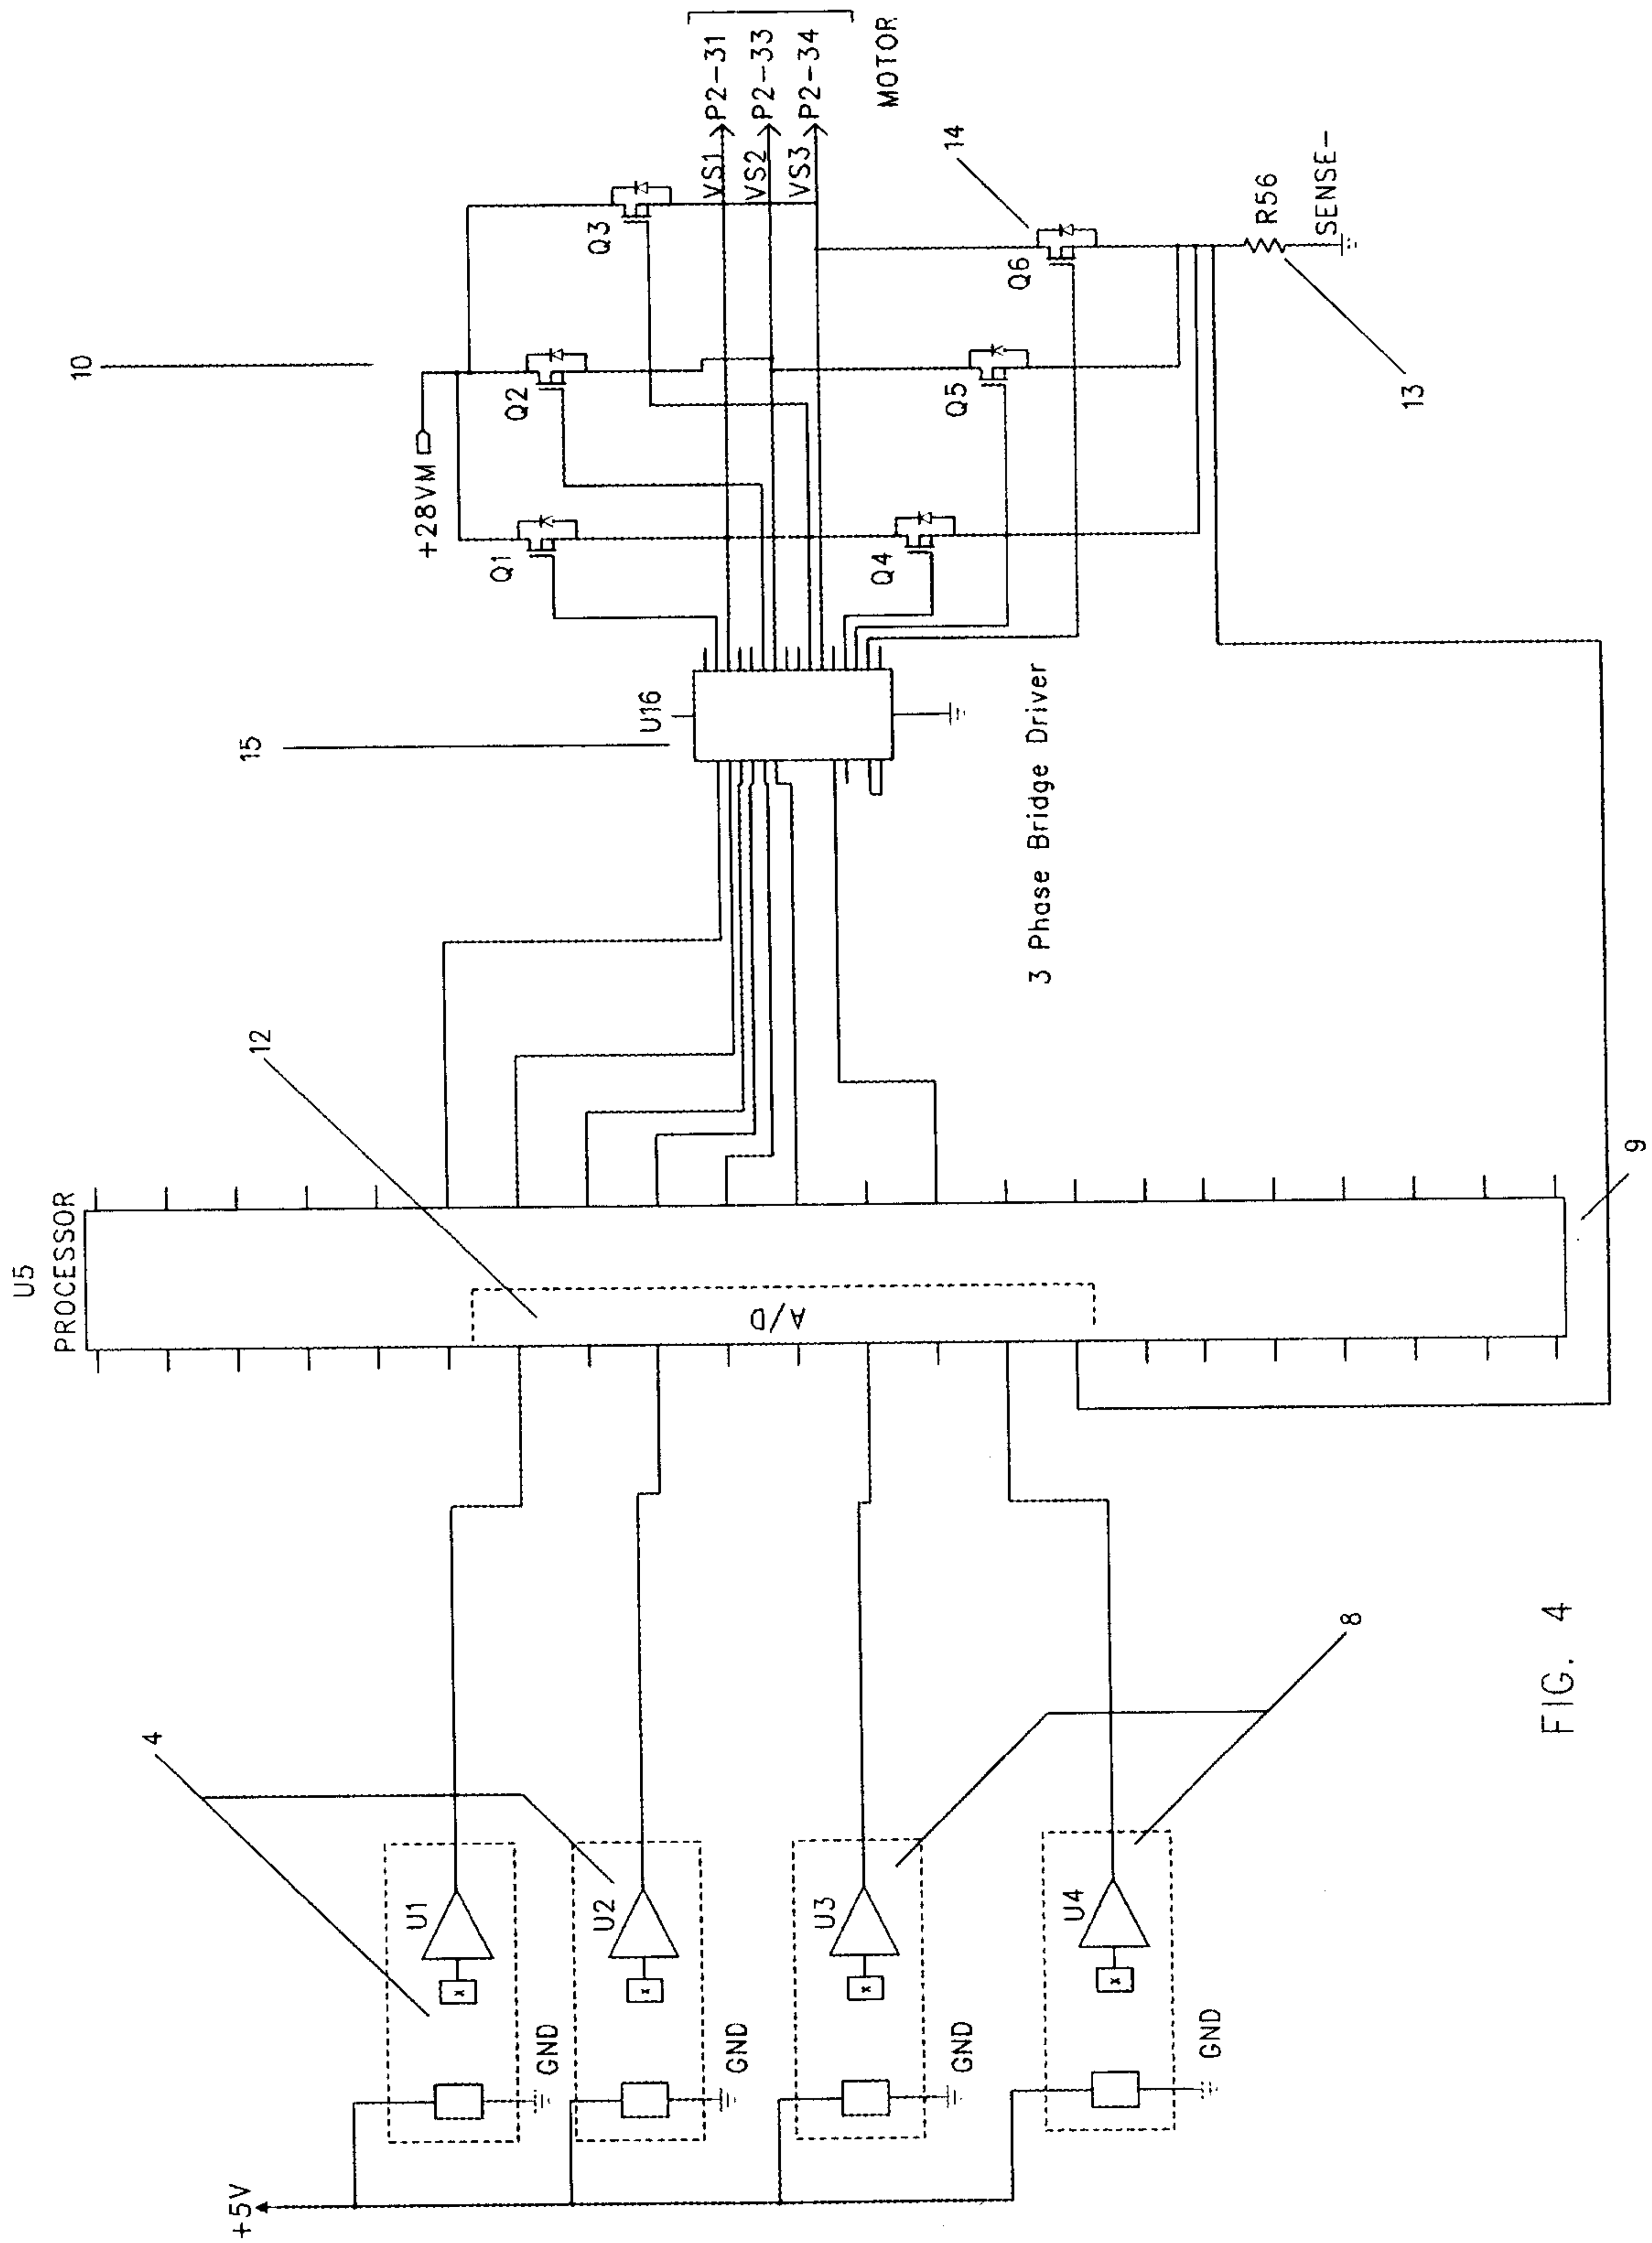 U5
PROCESSOR
10
15
12
4
+5V
+28VM
Q1
Q2
Q3
U16
VS1
P2-31
VS2
P2-33
VS3
P2-34
MOTOR
14
Q4
Q5
Q6
R56
SENSE-
13
3 Phase Bridge Driver
A/D
9
U1
x
GND
U2
x
GND
U3
x
GND
U4
x
GND
8
FIG. 4